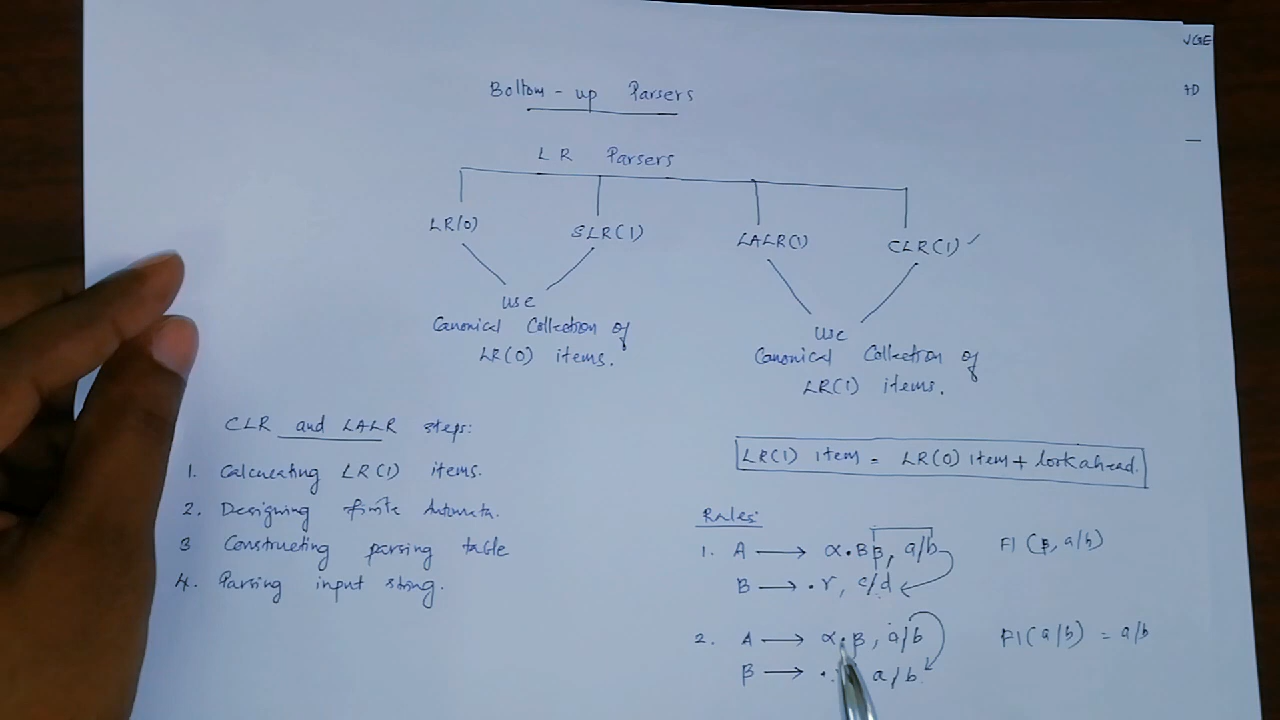 VGE
Bottom-up Parsers
+D
LR Parsers
LR(0) SLR(1) LALR(1) CLR(1) ✓
use
Canonical Collection of
LR(0) items.
Use
Canonical Collection of
LR(1) items.
CLR and LALR steps:
1. Calculating LR(1) items.
2. Designing finite Automata.
3 Constructing parsing table
4. Parsing input string.
LR(1) item = LR(0) item + lookahead.
Rules:
1. A → α.Bβ, a/b FI(β, a/b)
B → .r, c/d
2. A → α.B, a/b FI(a/b) = a/b
B → . a/b.